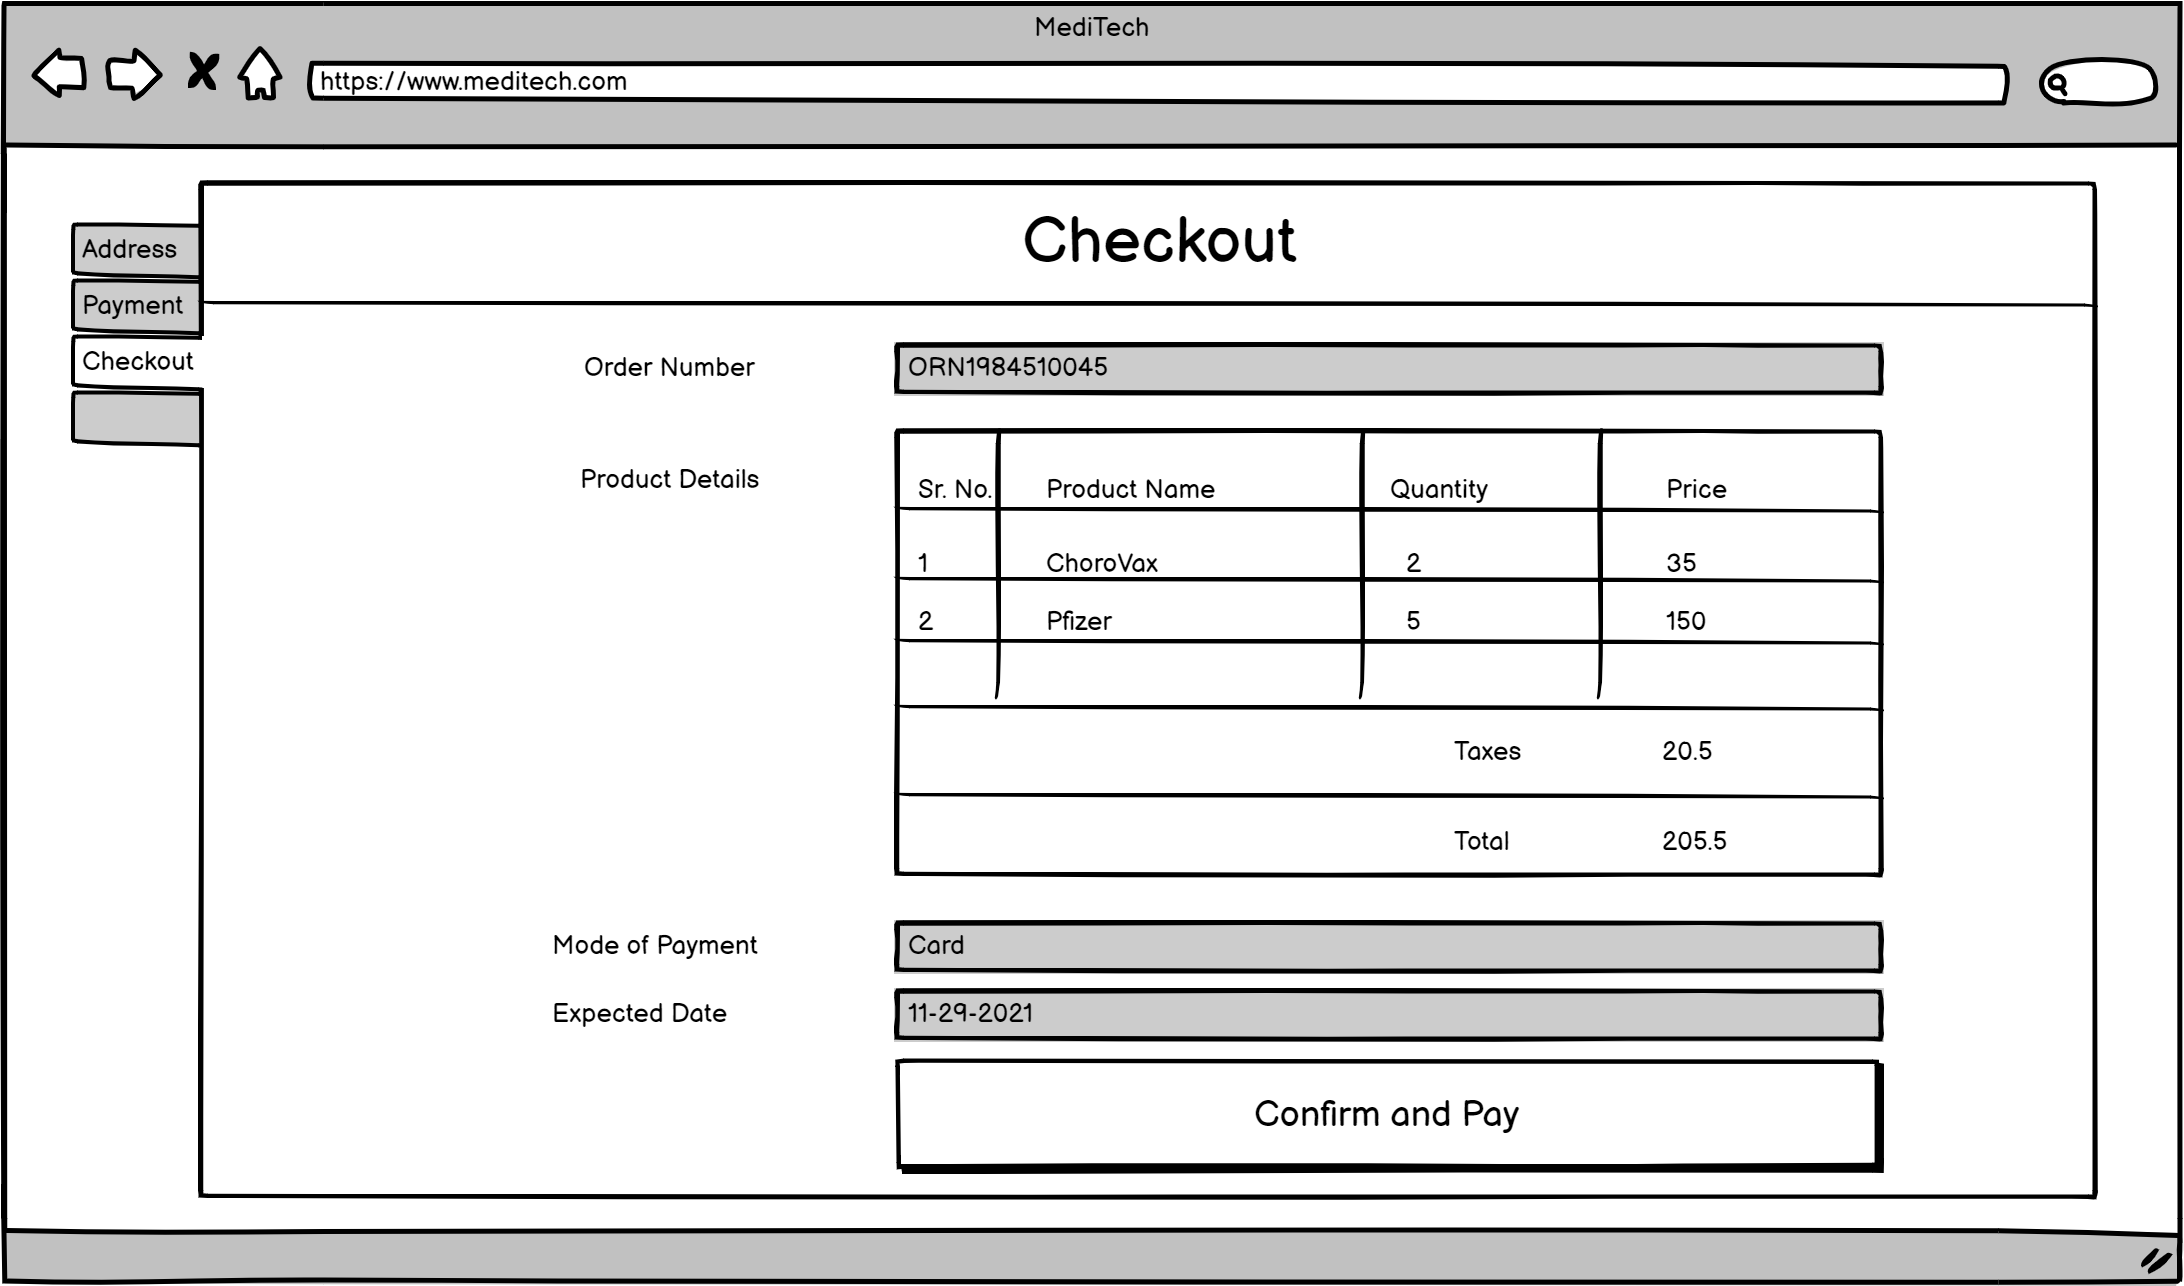 MediTech
https://www.meditech.com
Checkout
Address
Payment
Checkout
Order Number ORN1984510045
Product Details
Sr. No. Product Name Quantity Price
1 ChoroVax 2 35
2 Pfizer 5 150
Taxes 20.5
Total 205.5
Mode of Payment Card
Expected Date 11-29-2021
Confirm and Pay